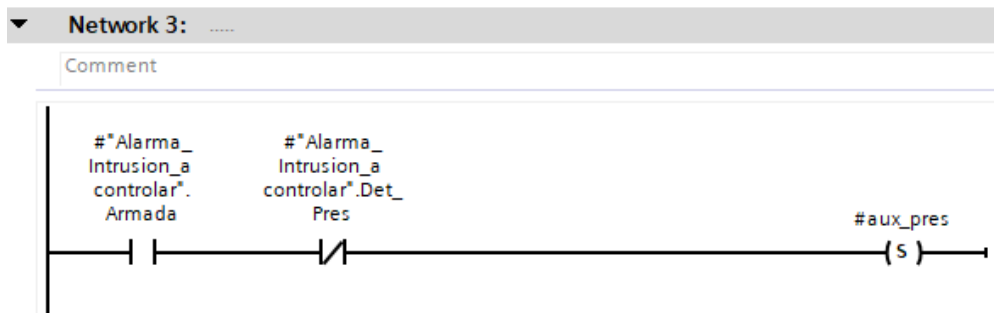 Network 3: .....
Comment
#"Alarma_
Intrusion_a
controlar".
Armada
#"Alarma_
Intrusion_a
controlar".Det_
Pres
#aux_pres
S